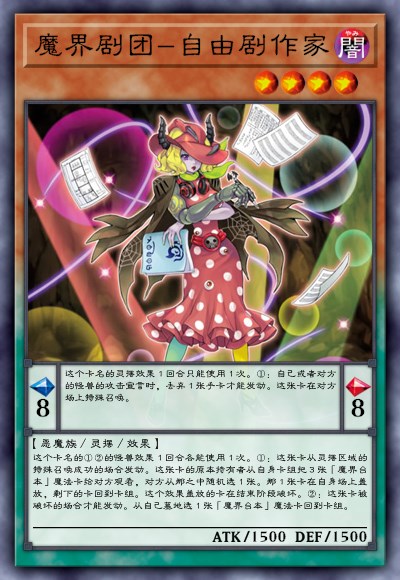 魔界剧团-自由剧作家
やみ
闇
这个卡名的灵摆效果1回合只能使用1次。①：自己或者对方
的怪兽的攻击宣言时，丢弃1张手卡才能发动。这张卡在对方
场上特殊召唤。
8
8
【恶魔族/灵摆/效果】
这个卡名的①②的怪兽效果1回合各能使用1次。①：这张卡从灵摆区域的
特殊召唤成功的场合发动。这张卡的原本持有者从自身卡组把3张「魔界台
本」魔法卡给对方观看，对方从那之中随机选1张。那1张卡在自身场上盖
放，剩下的卡回到卡组。这个效果盖放的卡在结束阶段破坏。②：这张卡被
破坏的场合才能发动。从自己墓地选1张「魔界台本」魔法卡回到卡组。
ATK/1500 DEF/1500